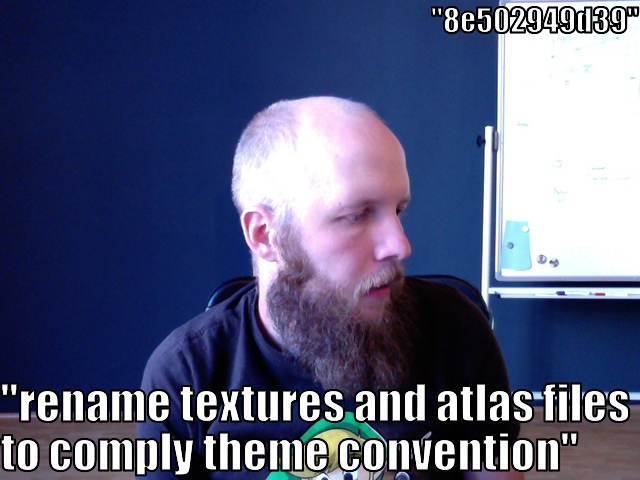 "8e502949d39"
"rename textures and atlas files
to comply theme convention"